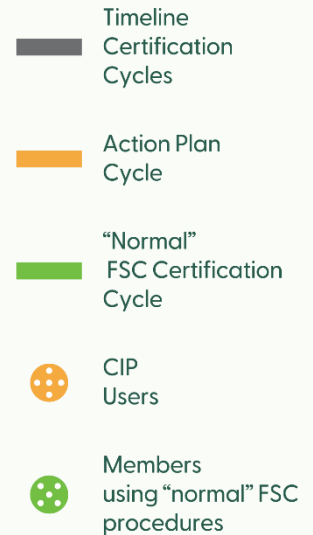 Timeline
Certification
Cycles
Action Plan
Cycle
“Normal”
FSC Certification
Cycle
CIP
Users
Members
using “normal” FSC
procedures